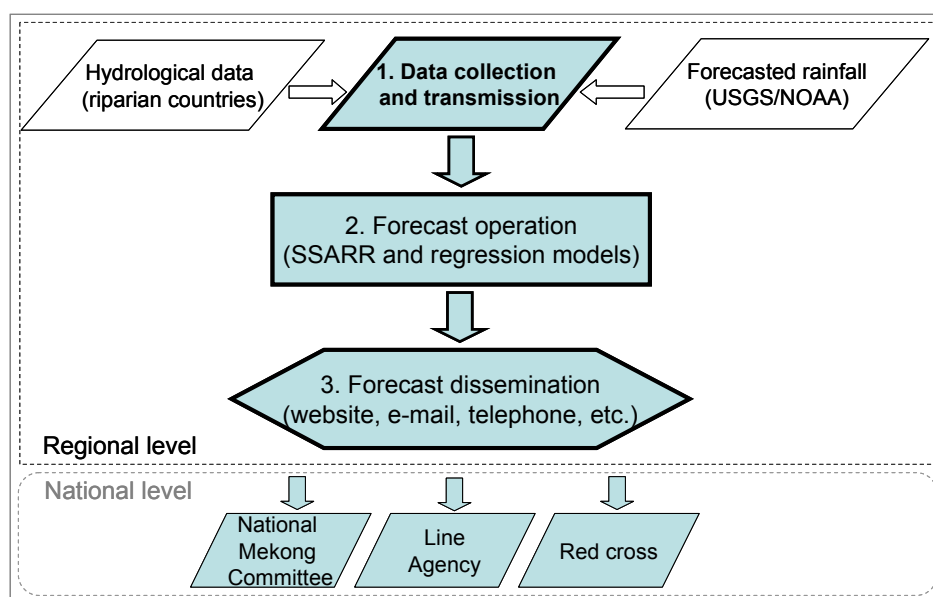 Hydrological data
(riparian countries)
1. Data collection
and transmission
Forecasted rainfall
(USGS/NOAA)
2. Forecast operation
(SSARR and regression models)
3. Forecast dissemination
(website, e-mail, telephone, etc.)
Regional level
National level
National
Mekong
Committee
Line
Agency
Red cross